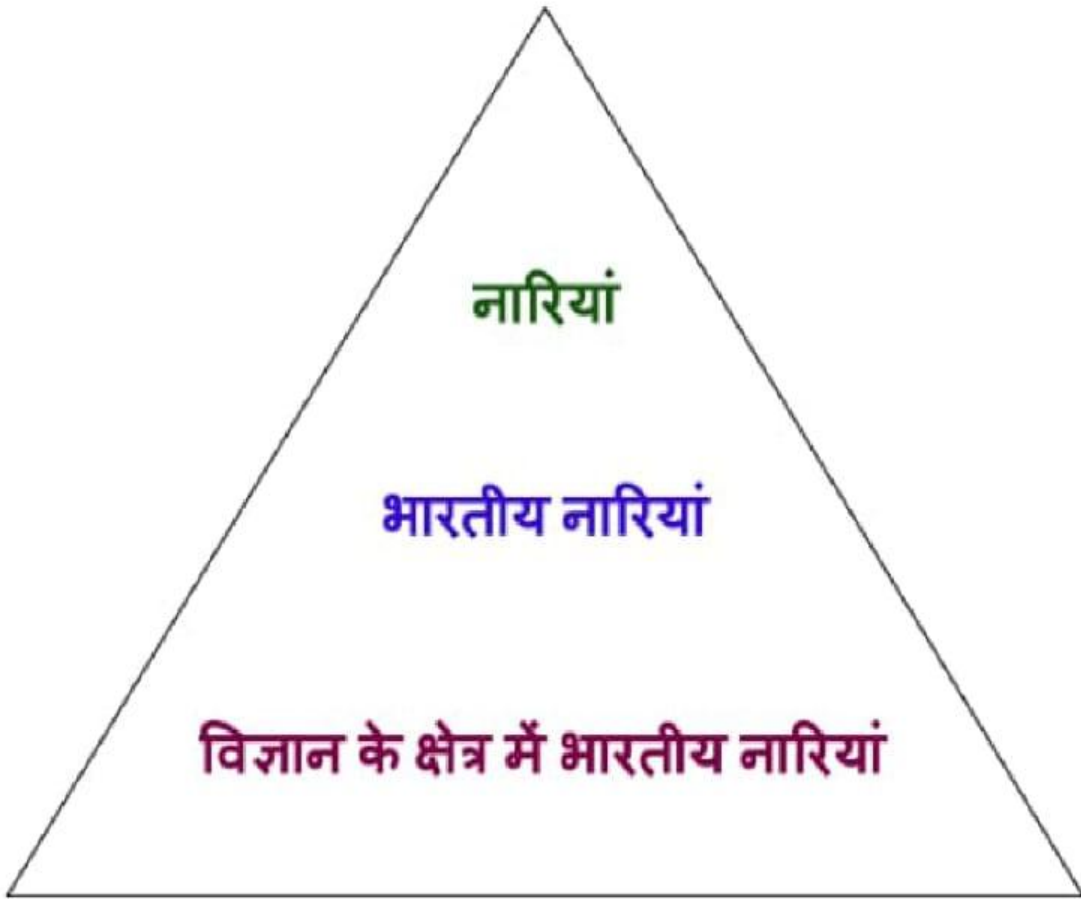 नारियां
भारतीय नारियां
विज्ञान के क्षेत्र में भारतीय नारियां